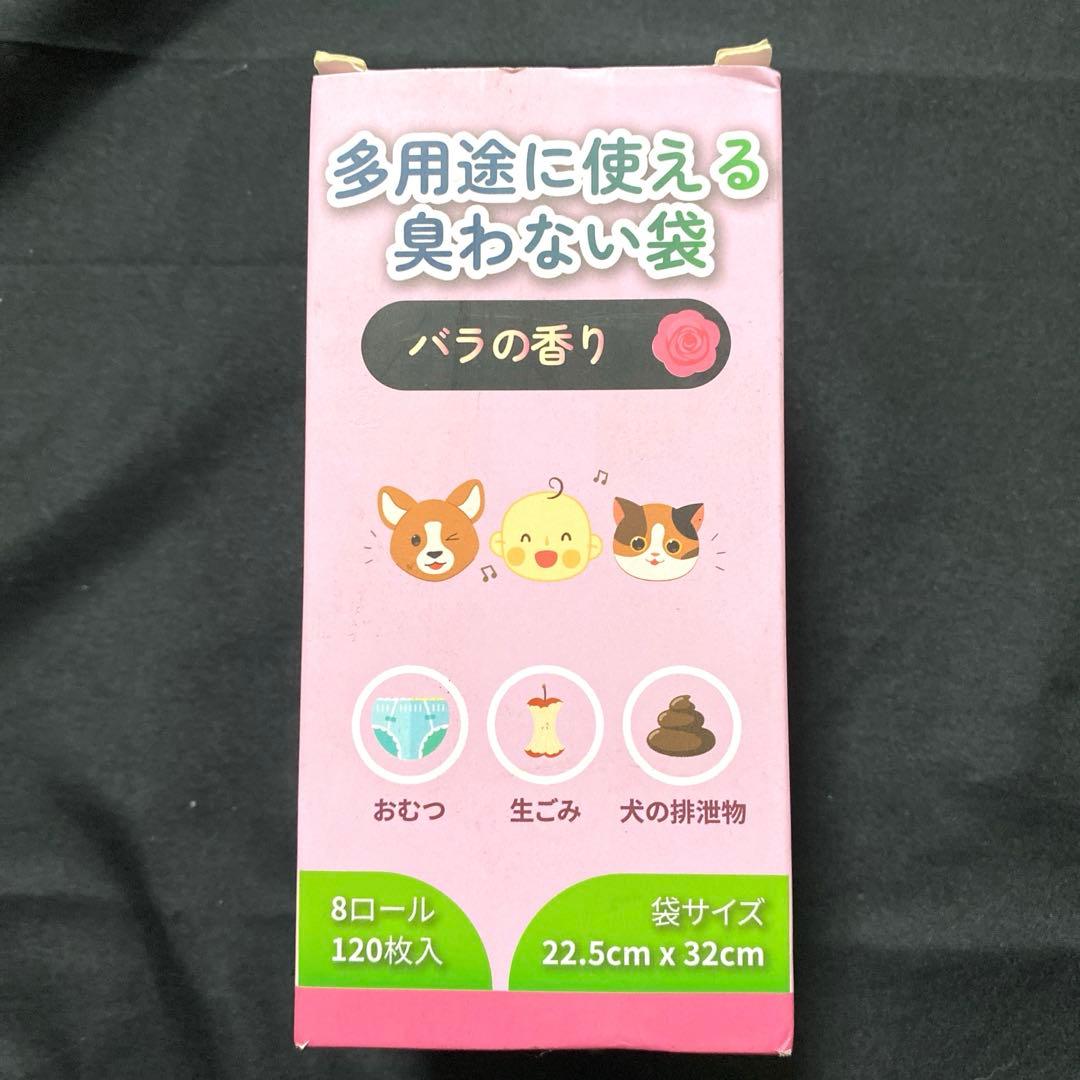 多用途に使える
臭わない袋
バラの香り
おむつ
生ごみ
犬の排泄物
8ロール
120枚入
袋サイズ
22.5cm x 32cm